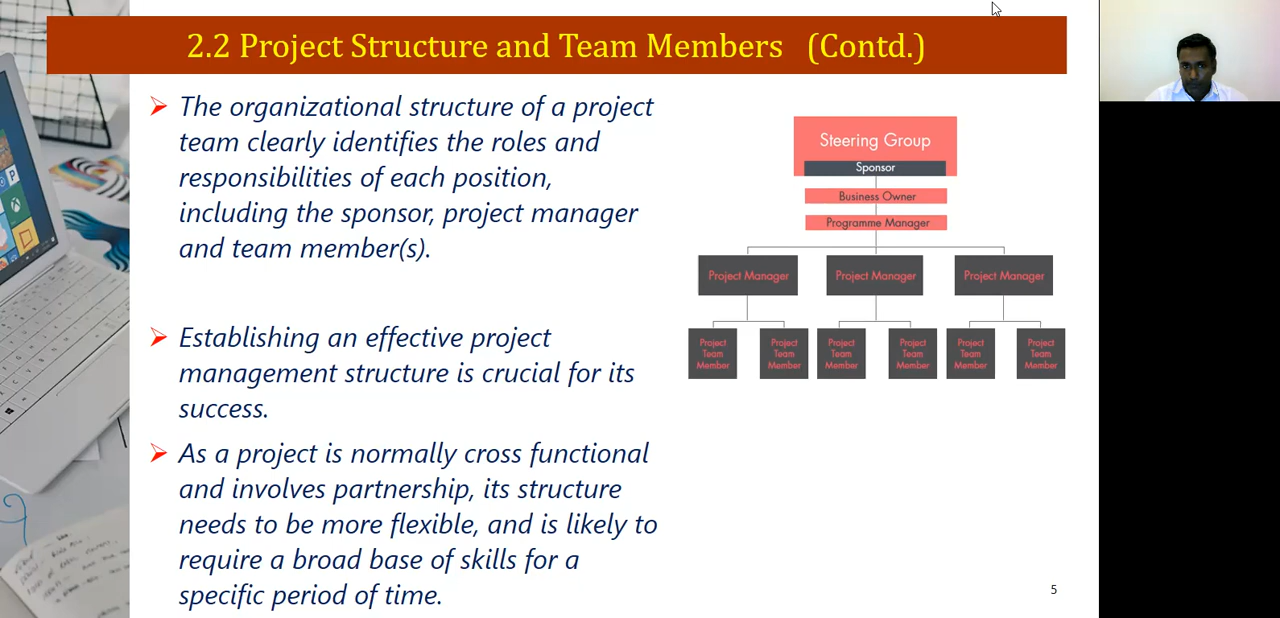 2.2 Project Structure and Team Members (Contd.)
The organizational structure of a project
team clearly identifies the roles and
responsibilities of each position,
including the sponsor, project manager
and team member(s).
Establishing an effective project
management structure is crucial for its
success.
As a project is normally cross functional
and involves partnership, its structure
needs to be more flexible, and is likely to
require a broad base of skills for a
specific period of time.
Steering Group
Sponsor
Business Owner
Programme Manager
Project Manager
Project Manager
Project Manager
Project
Team
Member
Project
Team
Member
Project
Team
Member
Project
Team
Member
Project
Team
Member
Project
Team
Member
5